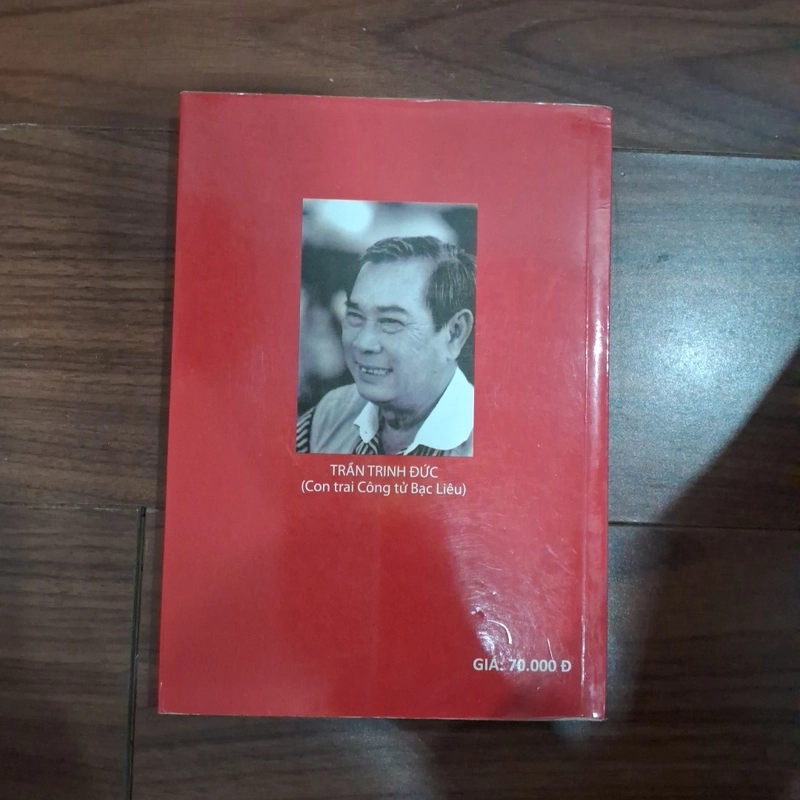 TRẦN TRINH ĐỨC
(Con trai Công tử Bạc Liêu)
GIÁ: 70.000 Đ